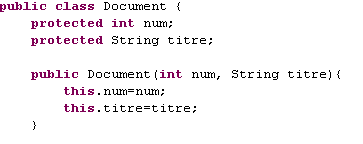 public class Document {
protected int num;
protected String titre;
public Document(int num, String titre){
this.num=num;
this.titre=titre;
}